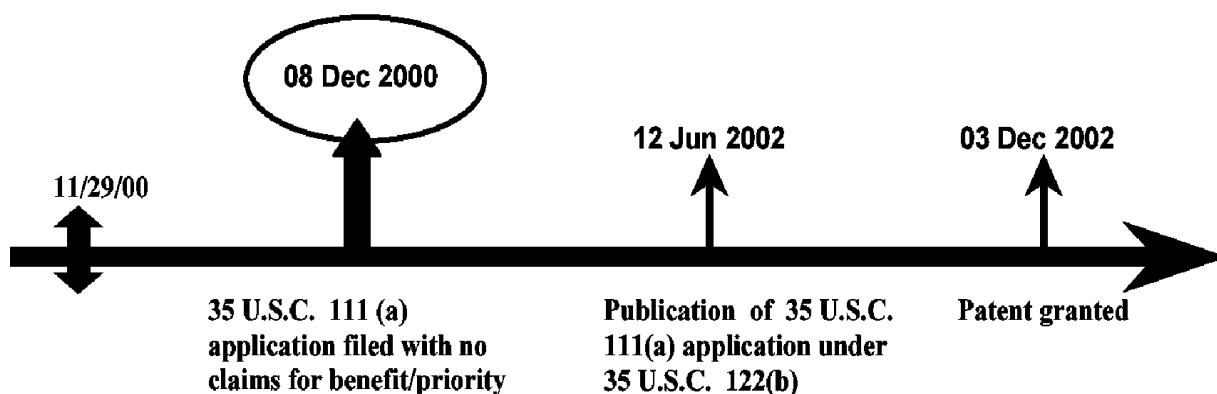 08 Dec 2000
12 Jun 2002
03 Dec 2002
11/29/00
35 U.S.C. 111 (a)
application filed with no
claims for benefit/priority
Publication of 35 U.S.C.
111(a) application under
35 U.S.C. 122(b)
Patent granted